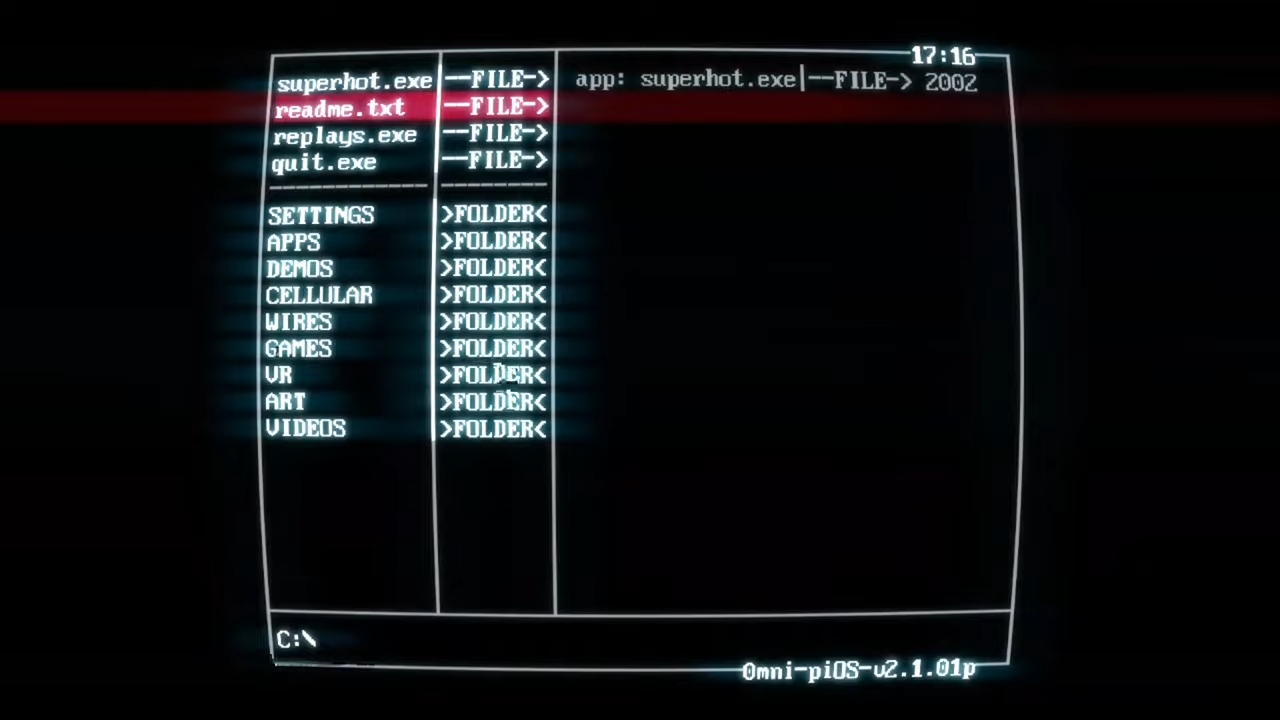 17:16
superhot.exe --FILE-> app: superhot.exe|--FILE-> 2002
readme.txt --FILE->
replays.exe --FILE->
quit.exe --FILE->
------------- --------
SETTINGS >FOLDER<
APPS >FOLDER<
DEMOS >FOLDER<
CELLULAR >FOLDER<
WIRES >FOLDER<
GAMES >FOLDER<
VR >FOLDER<
ART >FOLDER<
VIDEOS >FOLDER<
C:\
0mni-piOS-v2.1.01p